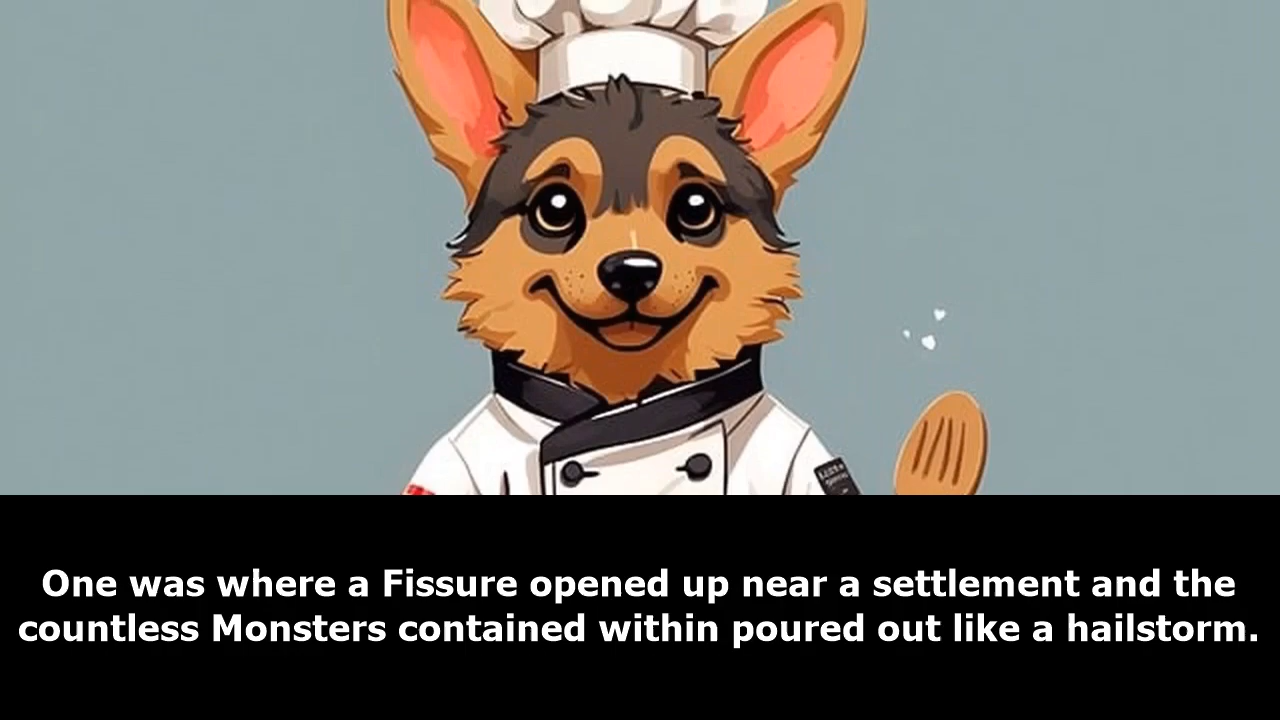 One was where a Fissure opened up near a settlement and the
countless Monsters contained within poured out like a hailstorm.